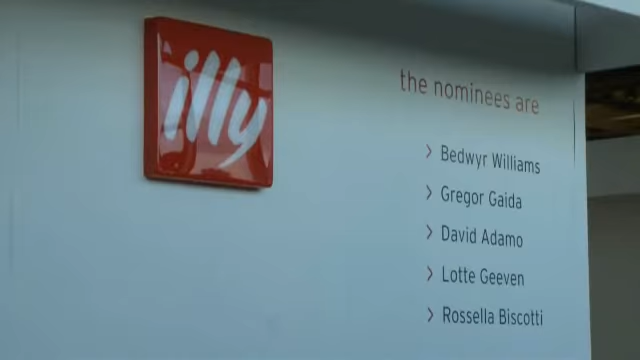 illy
the nominees are
> Bedwyr Williams
> Gregor Gaida
> David Adamo
> Lotte Geeven
> Rossella Biscotti